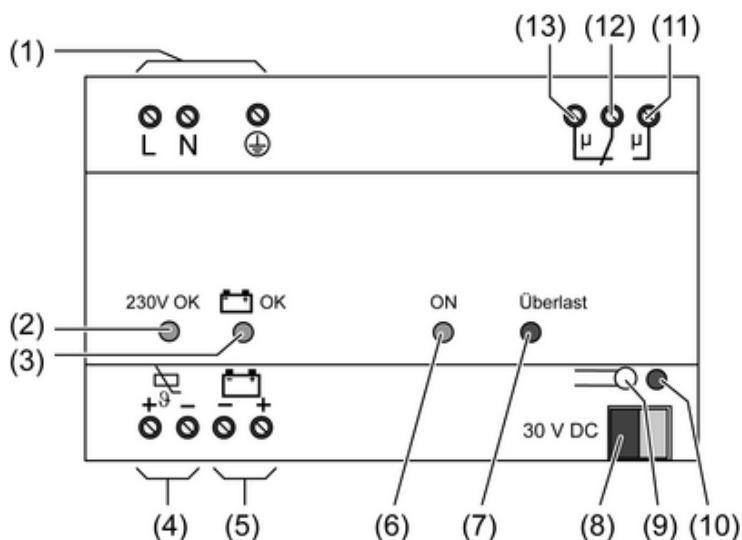 (13) (12) (11)
(1)
L N µ µ
230V OK OK ON Überlast
(2)
(3)
ϑ
+ − − +
30 V DC
(4) (5) (6) (7) (8) (9) (10)